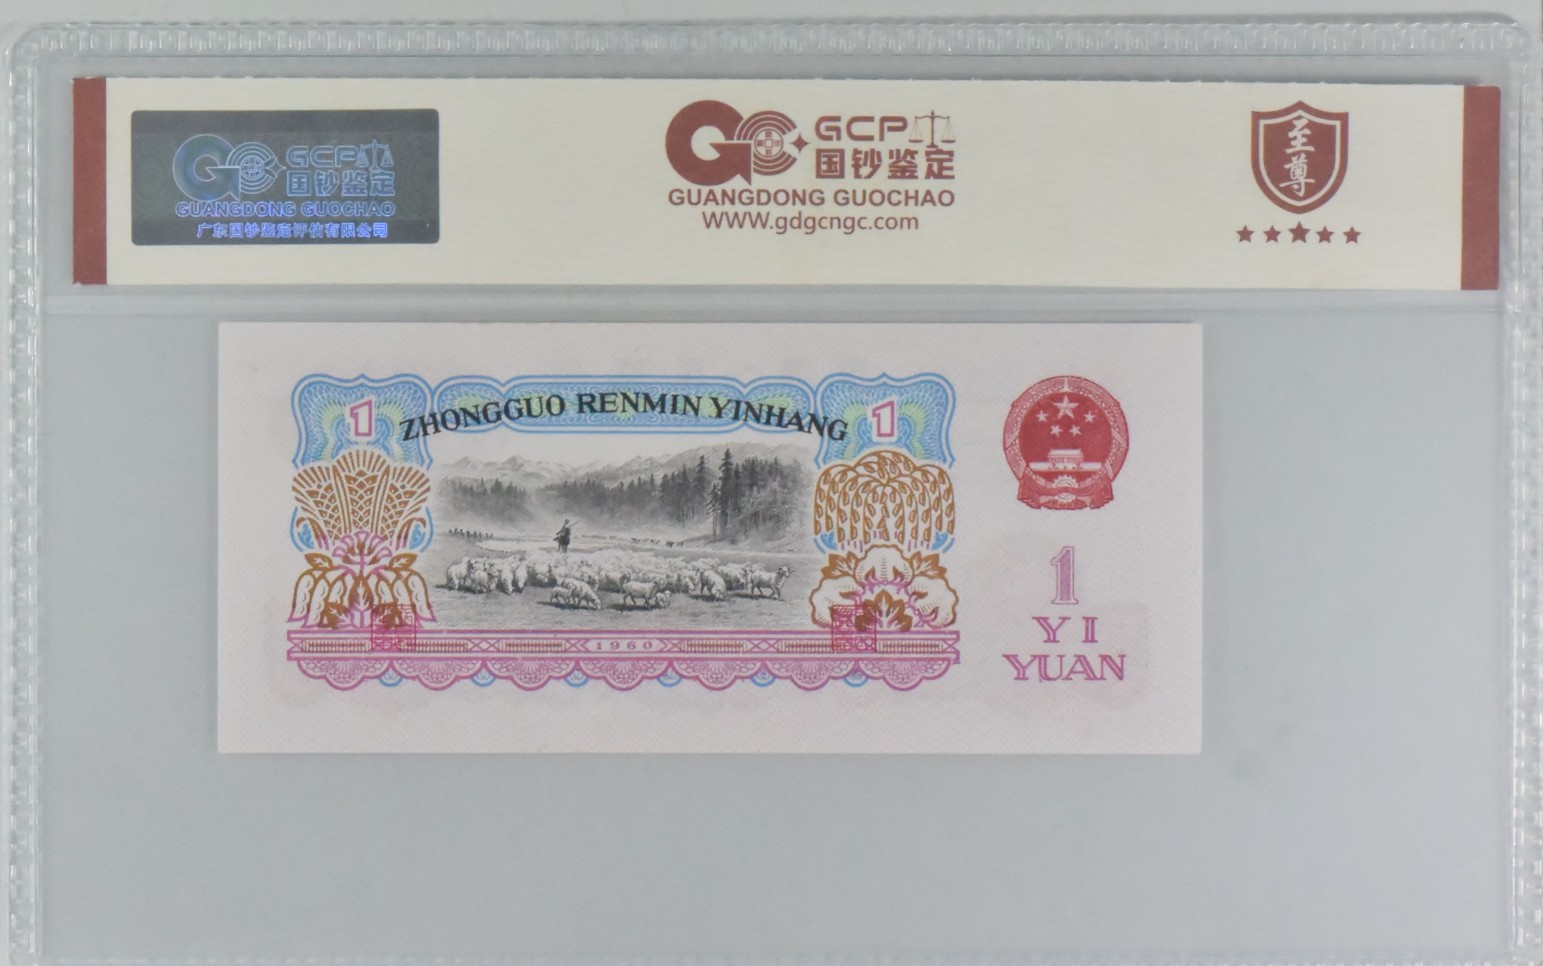 GCP
国钞鉴定
GUANGDONG GUOCHAO
广东国钞鉴定评估有限公司
GCP
国钞鉴定
GUANGDONG GUOCHAO
WWW.gdgcngc.com
至尊
1 ZHONGGUO RENMIN YINHANG 1
1960
1
YI
YUAN